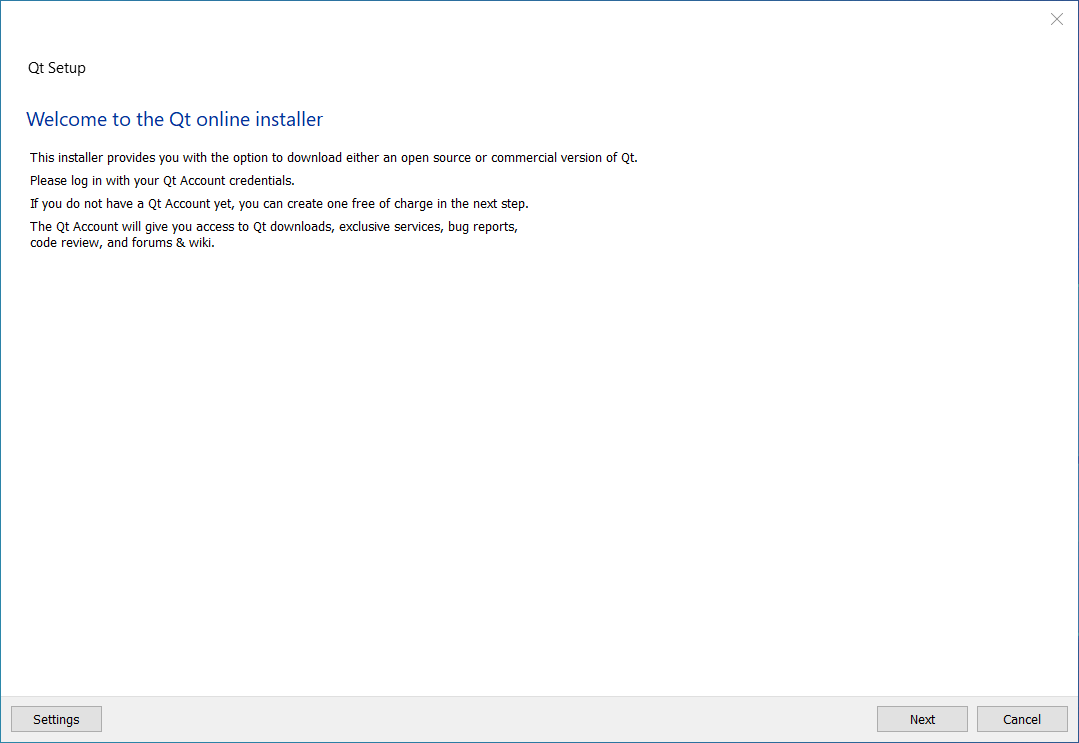 Qt Setup
Welcome to the Qt online installer
This installer provides you with the option to download either an open source or commercial version of Qt.
Please log in with your Qt Account credentials.
If you do not have a Qt Account yet, you can create one free of charge in the next step.
The Qt Account will give you access to Qt downloads, exclusive services, bug reports,
code review, and forums & wiki.
Settings
Next
Cancel